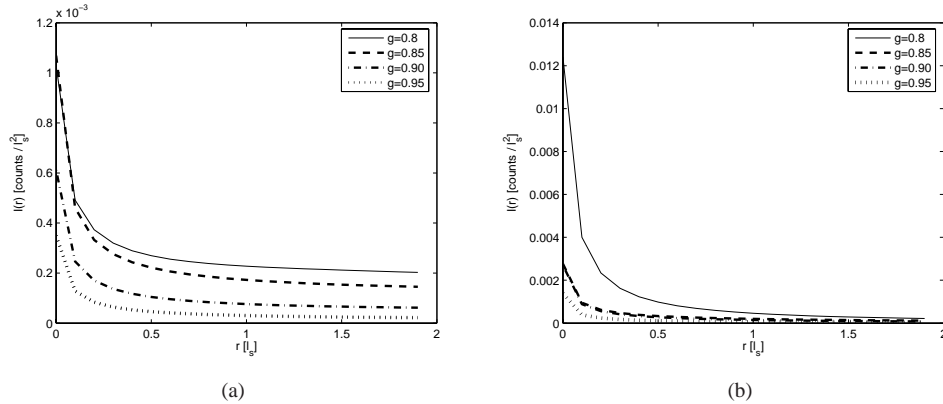 x 10⁻³
1.2
1
0.8
0.6
0.4
0.2
0
0
0.5
1
1.5
2
I(r) [counts / l_s^2]
r [l_s]
g=0.8
g=0.85
g=0.90
g=0.95
(a)
0.014
0.012
0.01
0.008
0.006
0.004
0.002
0
0
0.5
1
1.5
2
I(r) [counts / l_s^2]
r [l_s]
g=0.8
g=0.85
g=0.90
g=0.95
(b)